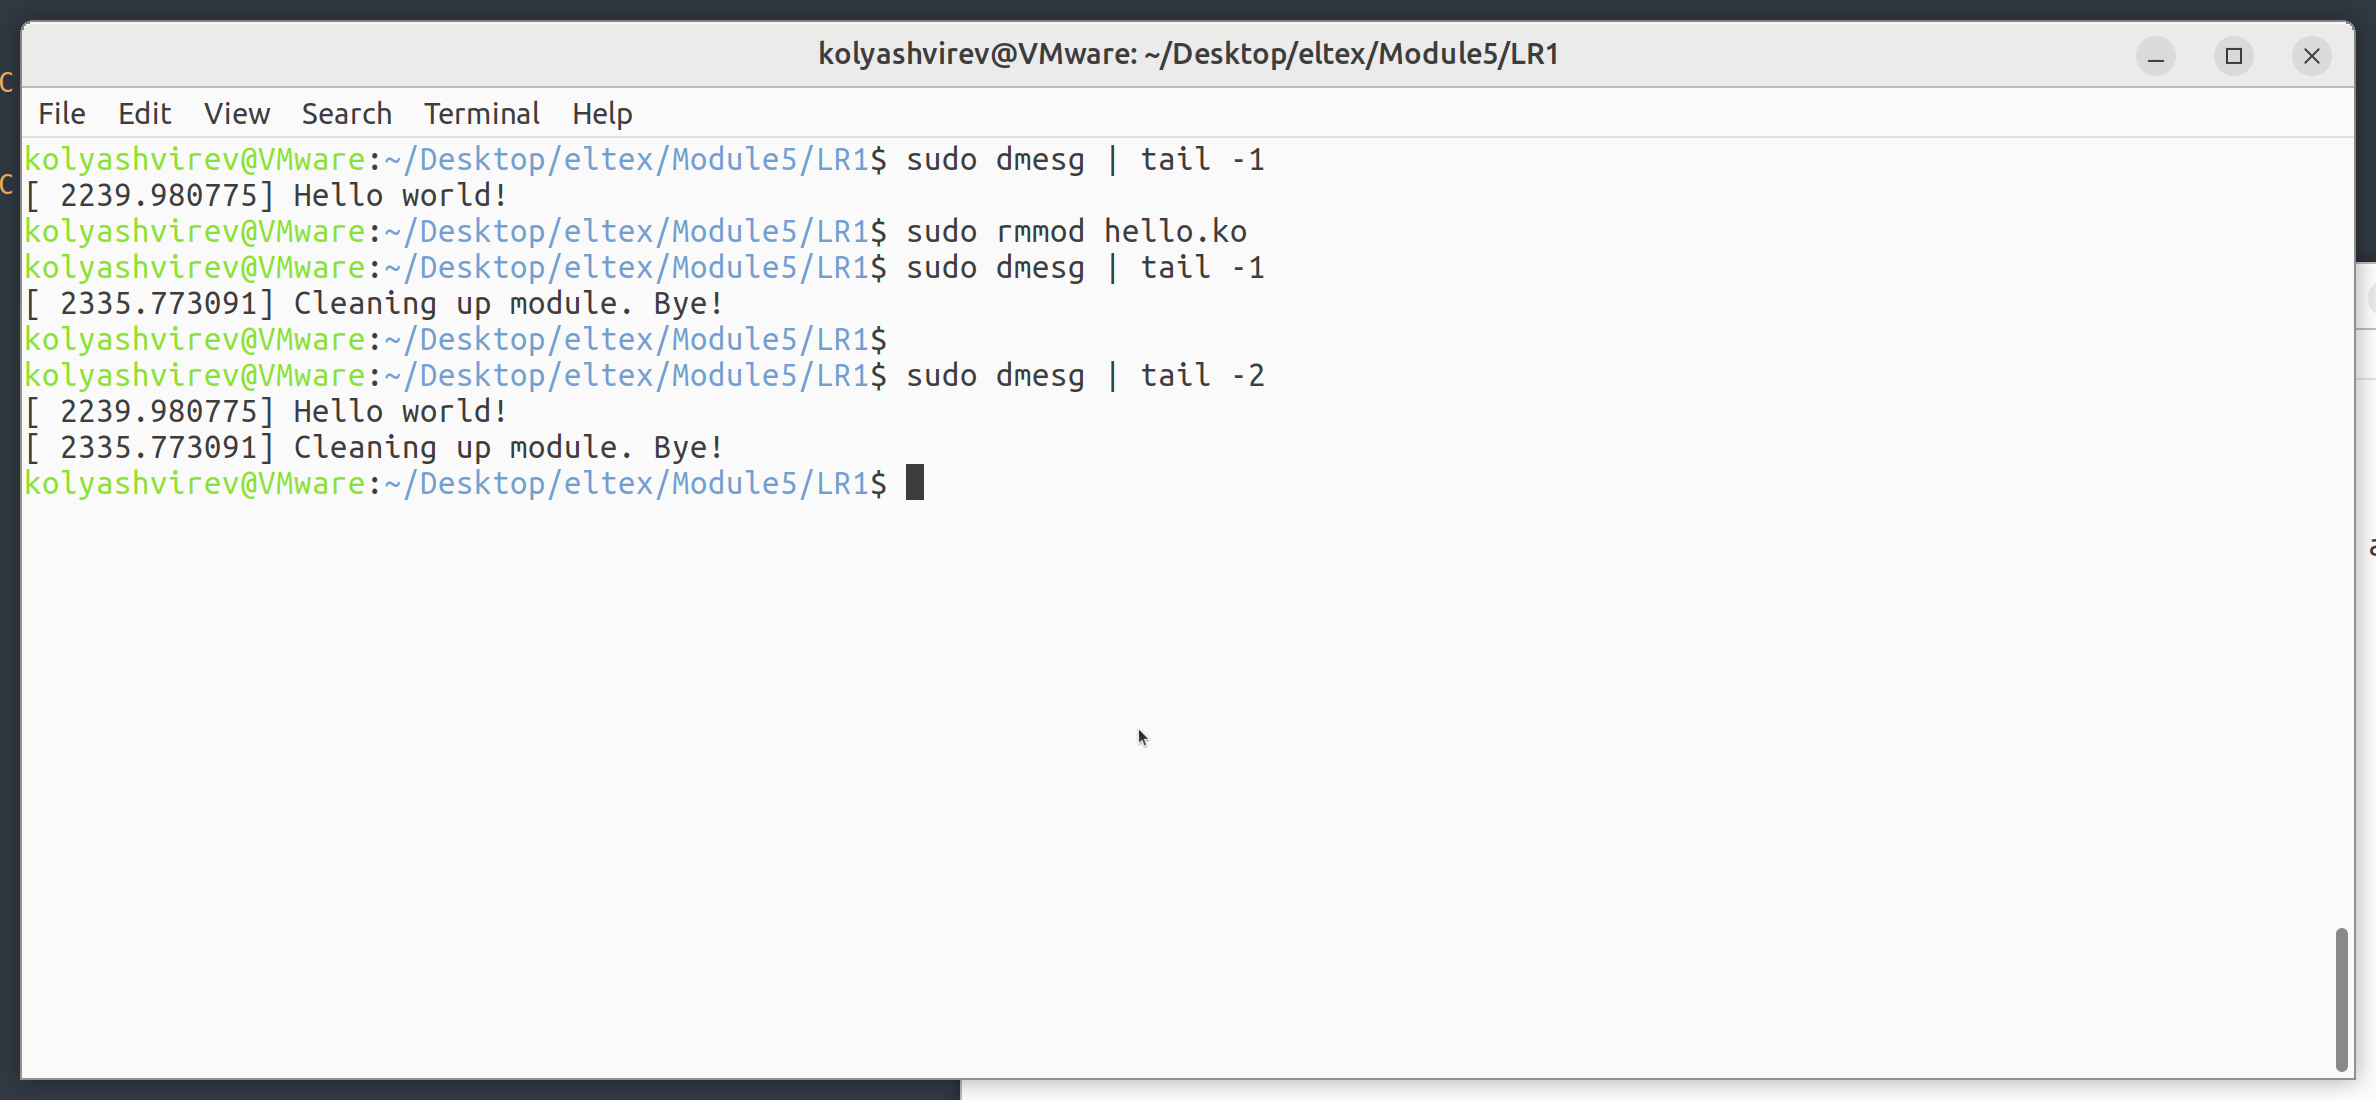 kolyashvirev@VMware: ~/Desktop/eltex/Module5/LR1
File Edit View Search Terminal Help
kolyashvirev@VMware:~/Desktop/eltex/Module5/LR1$ sudo dmesg | tail -1
[ 2239.980775] Hello world!
kolyashvirev@VMware:~/Desktop/eltex/Module5/LR1$ sudo rmmod hello.ko
kolyashvirev@VMware:~/Desktop/eltex/Module5/LR1$ sudo dmesg | tail -1
[ 2335.773091] Cleaning up module. Bye!
kolyashvirev@VMware:~/Desktop/eltex/Module5/LR1$
kolyashvirev@VMware:~/Desktop/eltex/Module5/LR1$ sudo dmesg | tail -2
[ 2239.980775] Hello world!
[ 2335.773091] Cleaning up module. Bye!
kolyashvirev@VMware:~/Desktop/eltex/Module5/LR1$